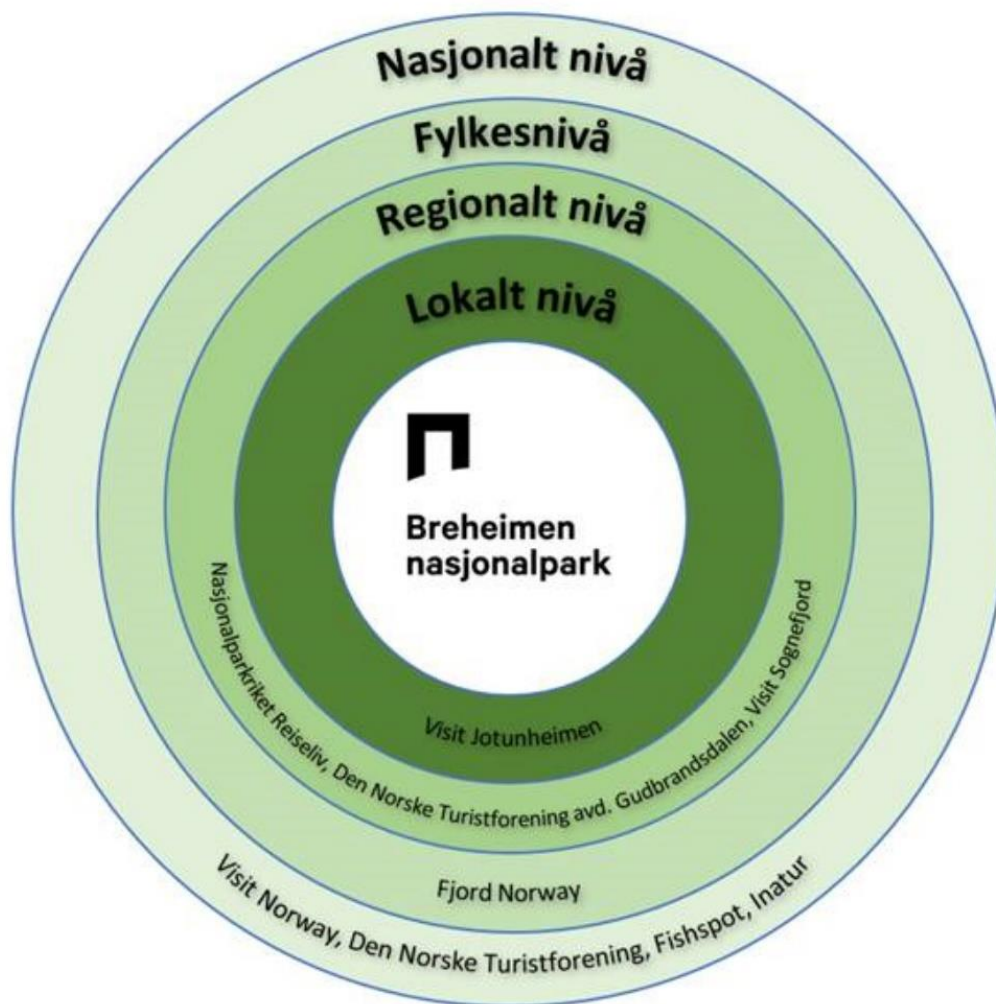 Nasjonalt nivå
Fylkesnivå
Regionalt nivå
Lokalt nivå
Breheimen
nasjonalpark
Visit Jotunheimen
Nasjonalparkriket Reiseliv, Den Norske Turistforening avd. Gudbrandsdalen, Visit Sognefjord
Fjord Norway
Visit Norway, Den Norske Turistforening, Fishspot, Inatur